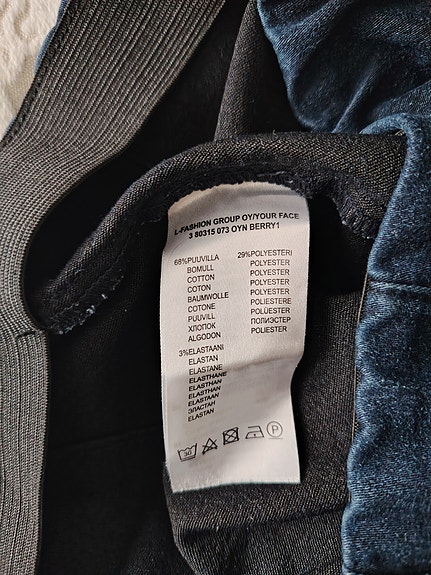 L-FASHION GROUP OY/YOUR FACE
3 80315 073 OYN BERRY1
68%PUUVILLA 29%POLYESTERI
BOMULL POLYESTER
COTTON POLYESTER
COTON POLYESTER
BAUMWOLLE POLYESTER
COTONE POLIESTERE
PUUVILL POLÜESTER
ХЛОПОК ПОЛИЭСТЕР
ALGODON POLIESTER
3%ELASTAANI
ELASTAN
ELASTANE
ELASTHANE
ELASTHAN
ELASTHAN
ELASTAAN
ЭЛАСТАН
ELASTAN
30 P